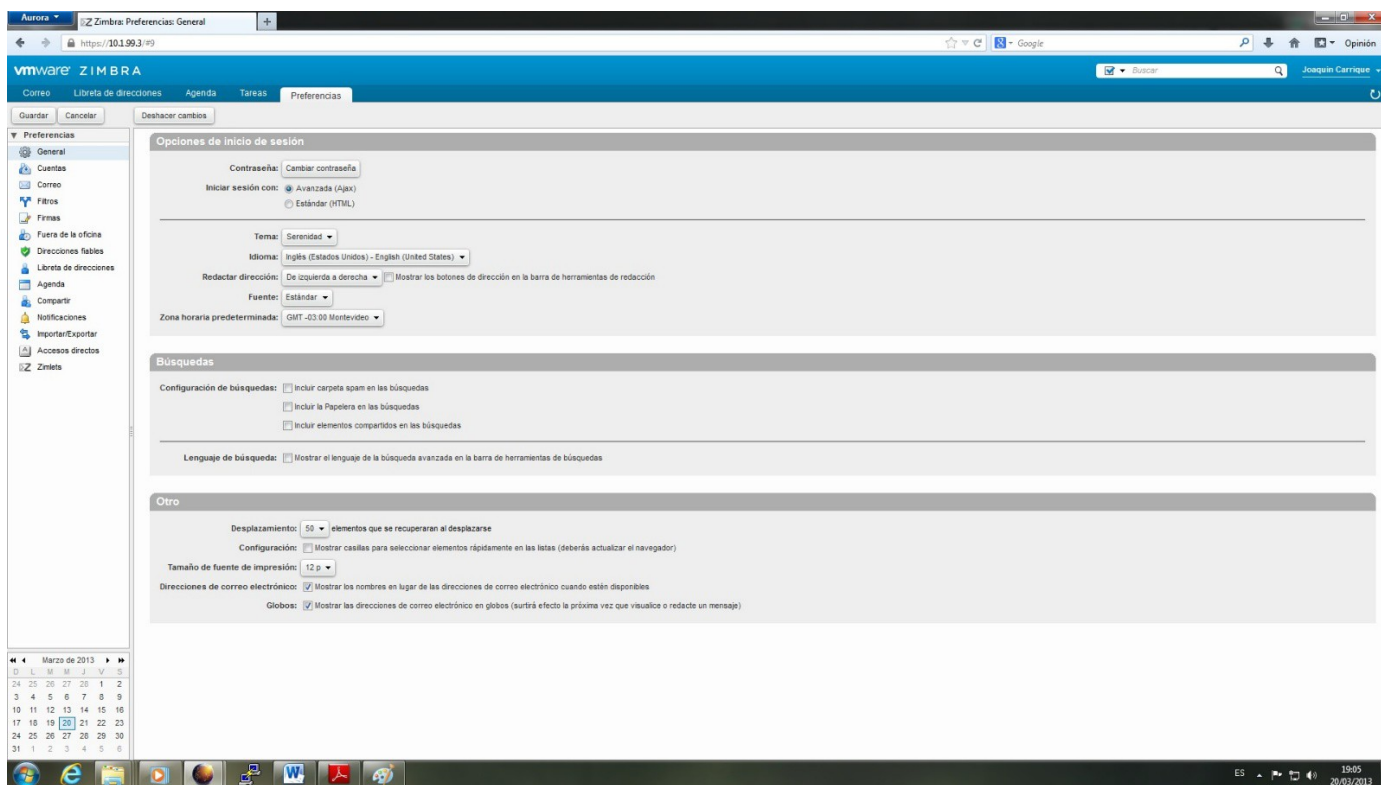 Aurora
Zimbra: Preferencias: General
https://10.1.99.3/#9
Google
Opinión
vmware ZIMBRA
Buscar
Joaquin Carrique
Correo Libreta de direcciones Agenda Tareas Preferencias
Guardar Cancelar Deshacer cambios
Preferencias
General
Cuentas
Correo
Filtros
Firmas
Fuera de la oficina
Direcciones fiables
Libreta de direcciones
Agenda
Compartir
Notificaciones
Importar/Exportar
Accesos directos
Zimlets
Opciones de inicio de sesión
Contraseña: Cambiar contraseña
Iniciar sesión con: Avanzada (Ajax)
Estándar (HTML)
Tema: Serenidad
Idioma: Inglés (Estados Unidos) - English (United States)
Redactar dirección: De izquierda a derecha Mostrar los botones de dirección en la barra de herramientas de redacción
Fuente: Estándar
Zona horaria predeterminada: GMT -03:00 Montevideo
Búsquedas
Configuración de búsquedas: Incluir carpeta spam en las búsquedas
Incluir la Papelera en las búsquedas
Incluir elementos compartidos en las búsquedas
Lenguaje de búsqueda: Mostrar el lenguaje de la búsqueda avanzada en la barra de herramientas de búsquedas
Otro
Desplazamiento: 50 elementos que se recuperaran al desplazarse
Configuración: Mostrar casillas para seleccionar elementos rápidamente en las listas (deberás actualizar el navegador)
Tamaño de fuente de impresión: 12 p
Direcciones de correo electrónico: Mostrar los nombres en lugar de las direcciones de correo electrónico cuando estén disponibles
Globos: Mostrar las direcciones de correo electrónico en globos (surtirá efecto la próxima vez que visualice o redacte un mensaje)
Marzo de 2013
D L M M J V S
24 25 26 27 28 1 2
3 4 5 6 7 8 9
10 11 12 13 14 15 16
17 18 19 20 21 22 23
24 25 26 27 28 29 30
31 1 2 3 4 5 6
ES
19:05
20/03/2013